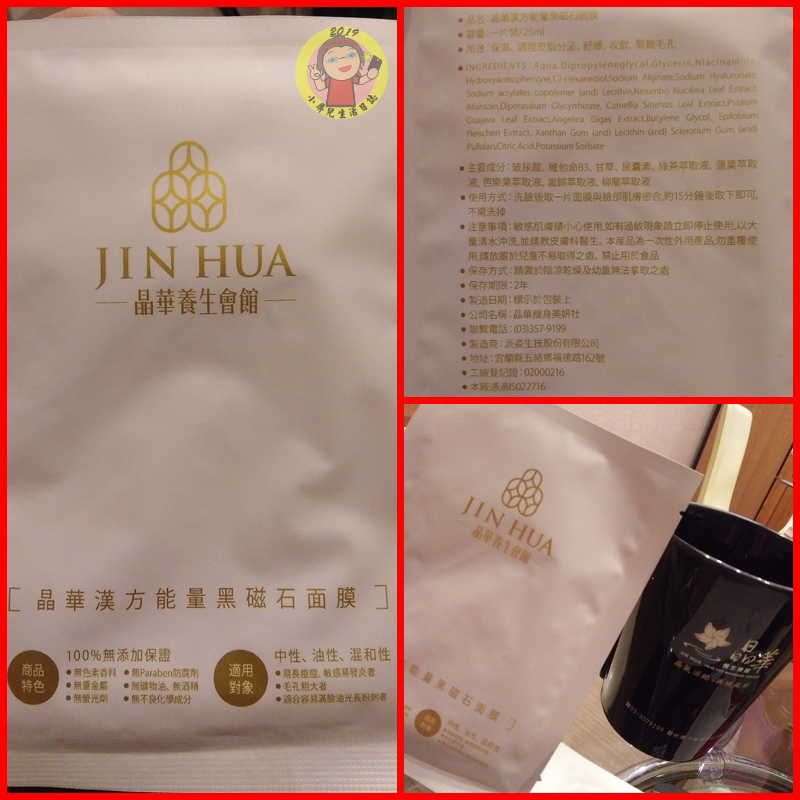 2019
小屏兒生活日誌
JIN HUA
晶華養生會館
[晶華漢方能量黑磁石面膜]
商品特色
100%無添加保證
•無色素香料 •無Paraben防腐劑
•無重金屬 •無礦物油、無酒精
•無螢光劑 •無不良化學成分
適用對象
中性、油性、混和性
•易長痘痘、敏感易發炎者
•毛孔粗大者
•適合容易滿臉油光長粉刺者
•品名：晶華漢方能量黑磁石面膜
•容量：一片裝/25ml
•用途：保濕、調理皮脂分泌、舒緩、收斂、緊緻毛孔
•INGREDIENTS: Aqua,Dipropyleneglycol,Glycerin,Niacinamide,
Hydroxyacetophenone,1,2-Hexanediol,Sodium Alginate,Sodium Hyaluronate,
Sodium acrylates copolymer (and) Lecithin,Nelumbo Nucifera Leaf Extract,
Allantoin,Dipotassium Glycyrrhizate, Camellia Sinensis Leaf Extract,Psidium
Guajava Leaf Extract,Angelica Gigas Extract,Butylene Glycol, Epilobium
Fleischeri Extract, Xanthan Gum (and) Lecithin (and) Sclerotium Gum (and)
Pullulan,Citric Acid,Potassium Sorbate
•主要成分：玻尿酸、維他命B3、甘草、尿囊素、綠茶萃取液、蓮葉萃取
液、芭樂葉萃取液、當歸萃取液、柳蘭萃取液
•使用方式：洗臉後取一片面膜與臉部肌膚密合,約15分鐘後取下即可,
不需洗掉
•注意事項：敏感肌膚請小心使用,如有過敏現象請立即停止使用,以大
量清水沖洗,並請教皮膚科醫生。本産品為一次性外用產品,勿重覆使
用,請放置於兒童不易取得之處。禁止用於食品
•保存方式：請置於陰涼乾燥及幼童無法拿取之處
•保存期限：2年
•製造日期：標示於包裝上
•公司名稱：晶華瘦身美妍社
•聯繫電話：(03)357-9199
•製造商：派姿生技股份有限公司
•地址：宜蘭縣五結鄉福德路162號
•工廠登記證：02000216
•本廠通過ISO22716
JIN HUA
晶華養生會館
能量黑磁石面膜]
適用對象
中性、油性、混和性
晶華